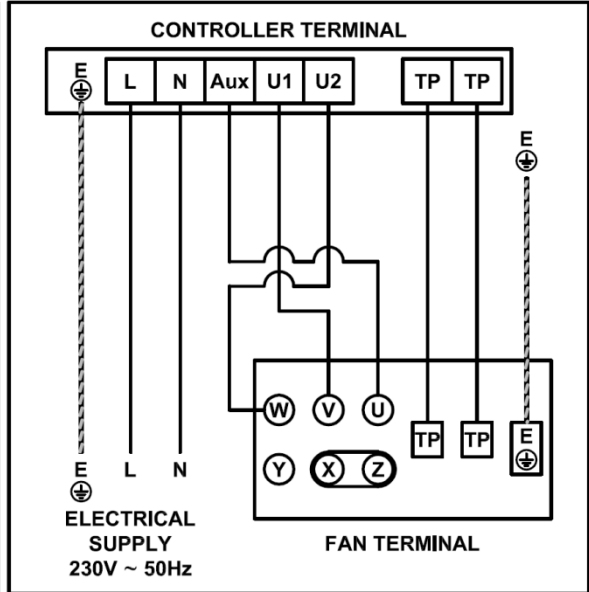 CONTROLLER TERMINAL
E L N Aux U1 U2 TP TP
E
W V U
TP TP E
Y X Z
E L N
ELECTRICAL
SUPPLY
230V ~ 50Hz
FAN TERMINAL